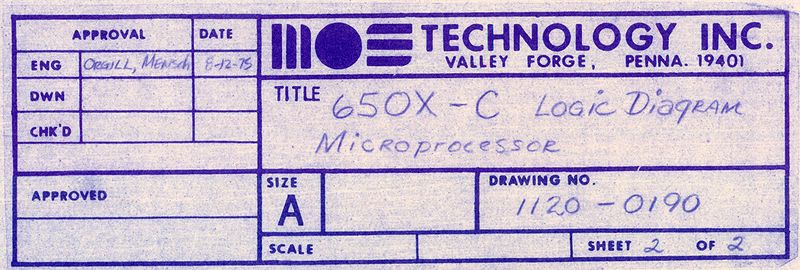 APPROVAL DATE
ENG ORGILL, MENSCH 8-12-75
DWN
CHK'D
APPROVED
MOS TECHNOLOGY INC.
VALLEY FORGE, PENNA. 19401
TITLE 650X-C LOGIC DIAGRAM
MICROPROCESSOR
SIZE
A
DRAWING NO.
1120-0190
SCALE
SHEET 2 OF 2